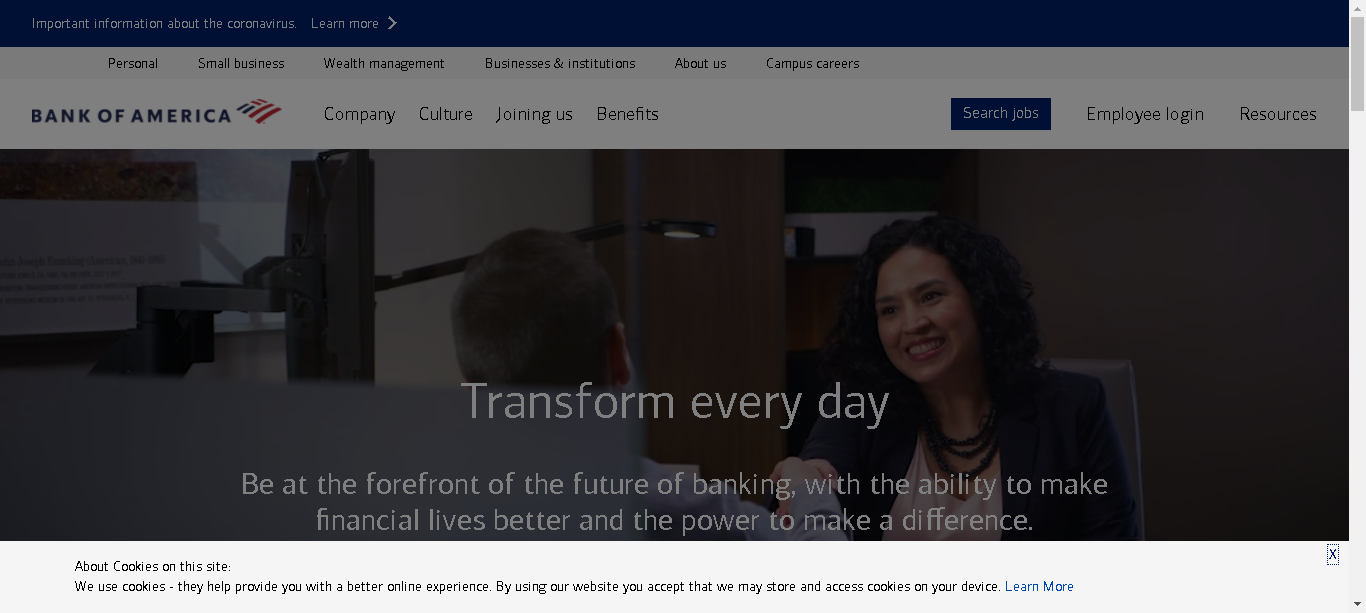 Important information about the coronavirus. Learn more
Personal Small business Wealth management Businesses & institutions About us Campus careers
BANK OF AMERICA Company Culture Joining us Benefits Search jobs Employee login Resources
Transform every day
Be at the forefront of the future of banking, with the ability to make
financial lives better and the power to make a difference.
X
About Cookies on this site:
We use cookies - they help provide you with a better online experience. By using our website you accept that we may store and access cookies on your device. Learn More